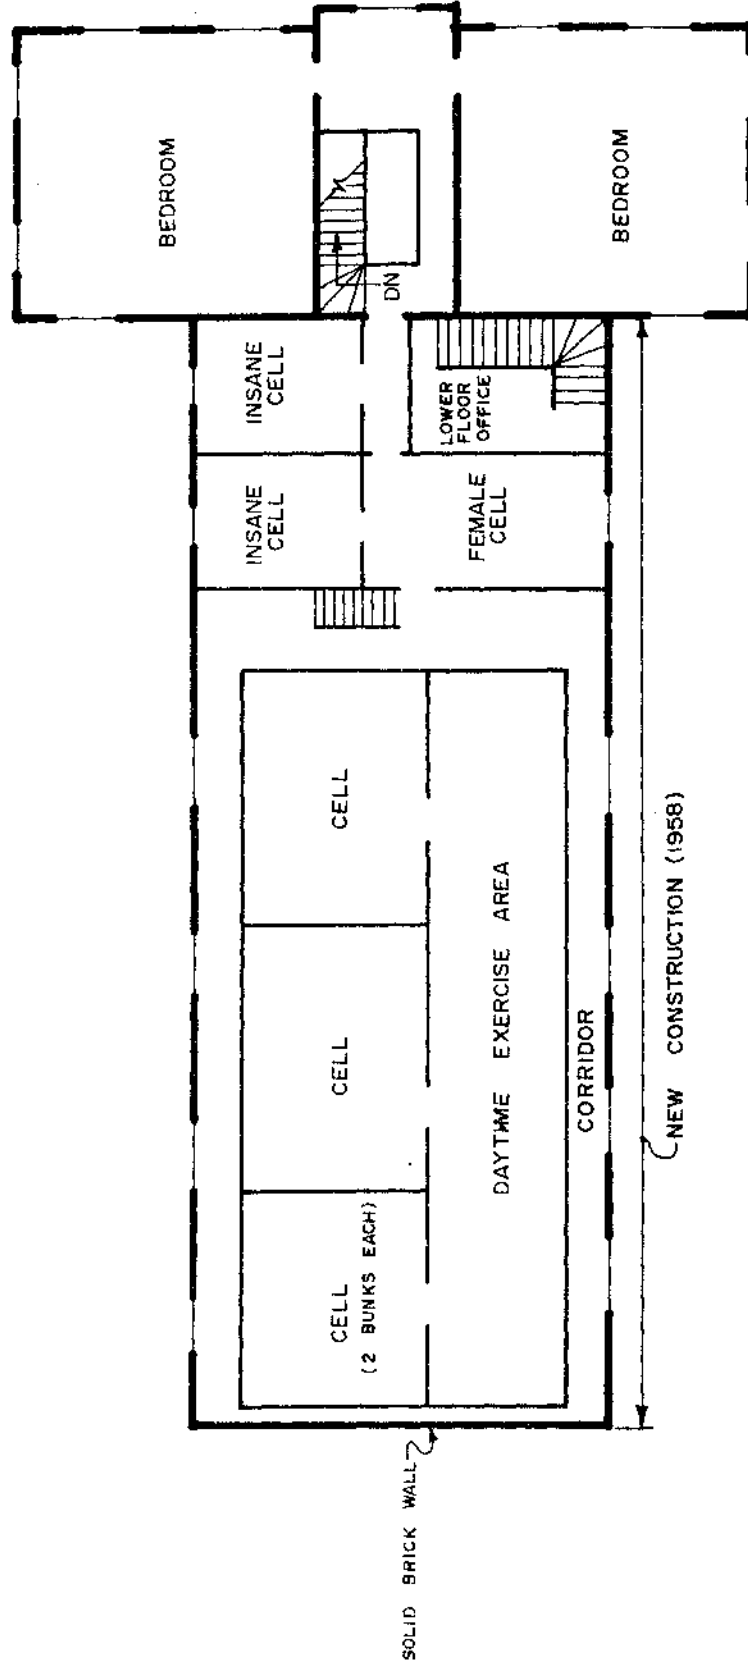 BEDROOM
BEDROOM
DN
INSANE
CELL
INSANE
CELL
LOWER
FLOOR
OFFICE
FEMALE
CELL
CELL
CELL
CELL
(2 BUNKS EACH)
DAYTIME EXERCISE AREA
CORRIDOR
NEW CONSTRUCTION (1958)
SOLID BRICK WALL